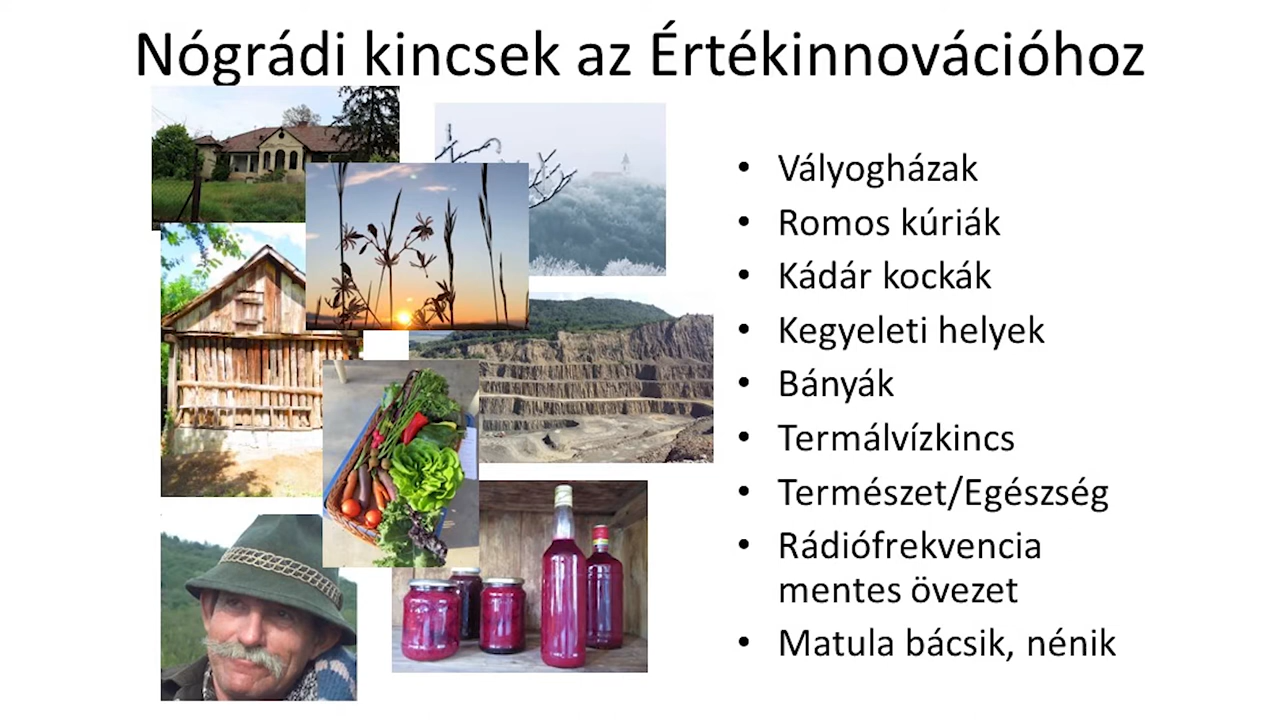 Nógrádi kincsek az Értékinnovációhoz
• Vályogházak
• Romos kúriák
• Kádár kockák
• Kegyeleti helyek
• Bányák
• Termálvízkincs
• Természet/Egészség
• Rádiófrekvencia
mentes övezet
• Matula bácsik, nénik